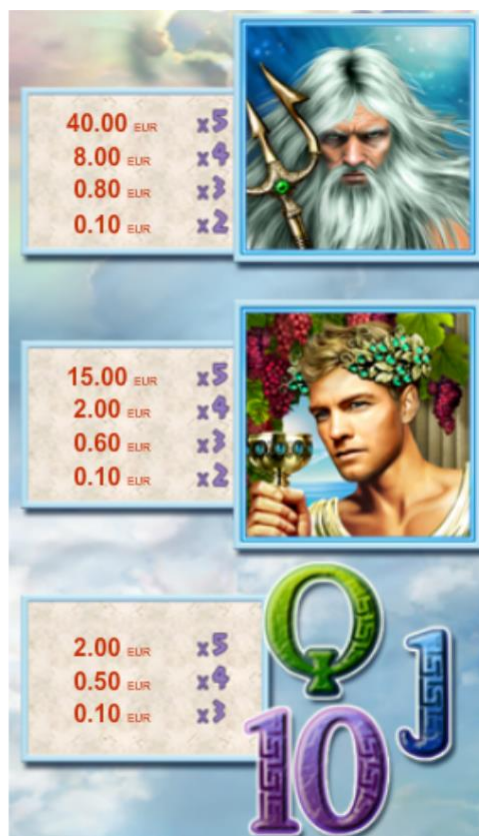 40.00 EUR x5
8.00 EUR x4
0.80 EUR x3
0.10 EUR x2
15.00 EUR x5
2.00 EUR x4
0.60 EUR x3
0.10 EUR x2
2.00 EUR x5
0.50 EUR x4
0.10 EUR x3
Q
J
10